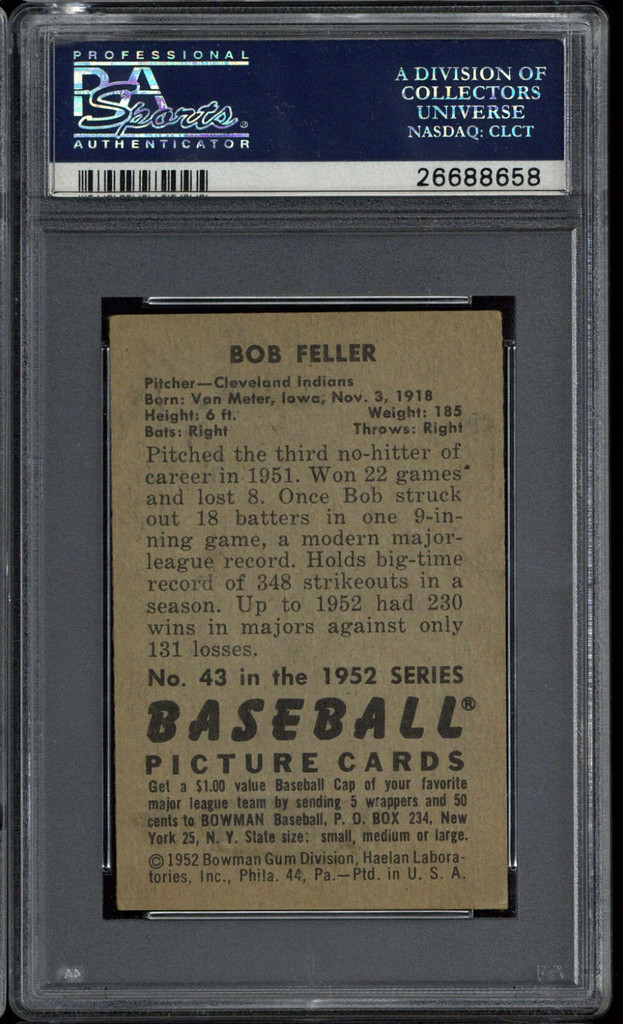 PROFESSIONAL
PSA
Sports
AUTHENTICATOR
A DIVISION OF
COLLECTORS
UNIVERSE
NASDAQ: CLCT
26688658
BOB FELLER
Pitcher—Cleveland Indians
Born: Van Meter, Iowa, Nov. 3, 1918
Height: 6 ft. Weight: 185
Bats: Right Throws: Right
Pitched the third no-hitter of
career in 1951. Won 22 games
and lost 8. Once Bob struck
out 18 batters in one 9-in-
ning game, a modern major-
league record. Holds big-time
record of 348 strikeouts in a
season. Up to 1952 had 230
wins in majors against only
131 losses.
No. 43 in the 1952 SERIES
BASEBALL®
PICTURE CARDS
Get a $1.00 value Baseball Cap of your favorite
major league team by sending 5 wrappers and 50
cents to BOWMAN Baseball, P. O. BOX 234, New
York 25, N. Y. State size: small, medium or large.
©1952 Bowman Gum Division, Haelan Labora-
tories, Inc., Phila. 44, Pa.—Ptd. in U. S. A.